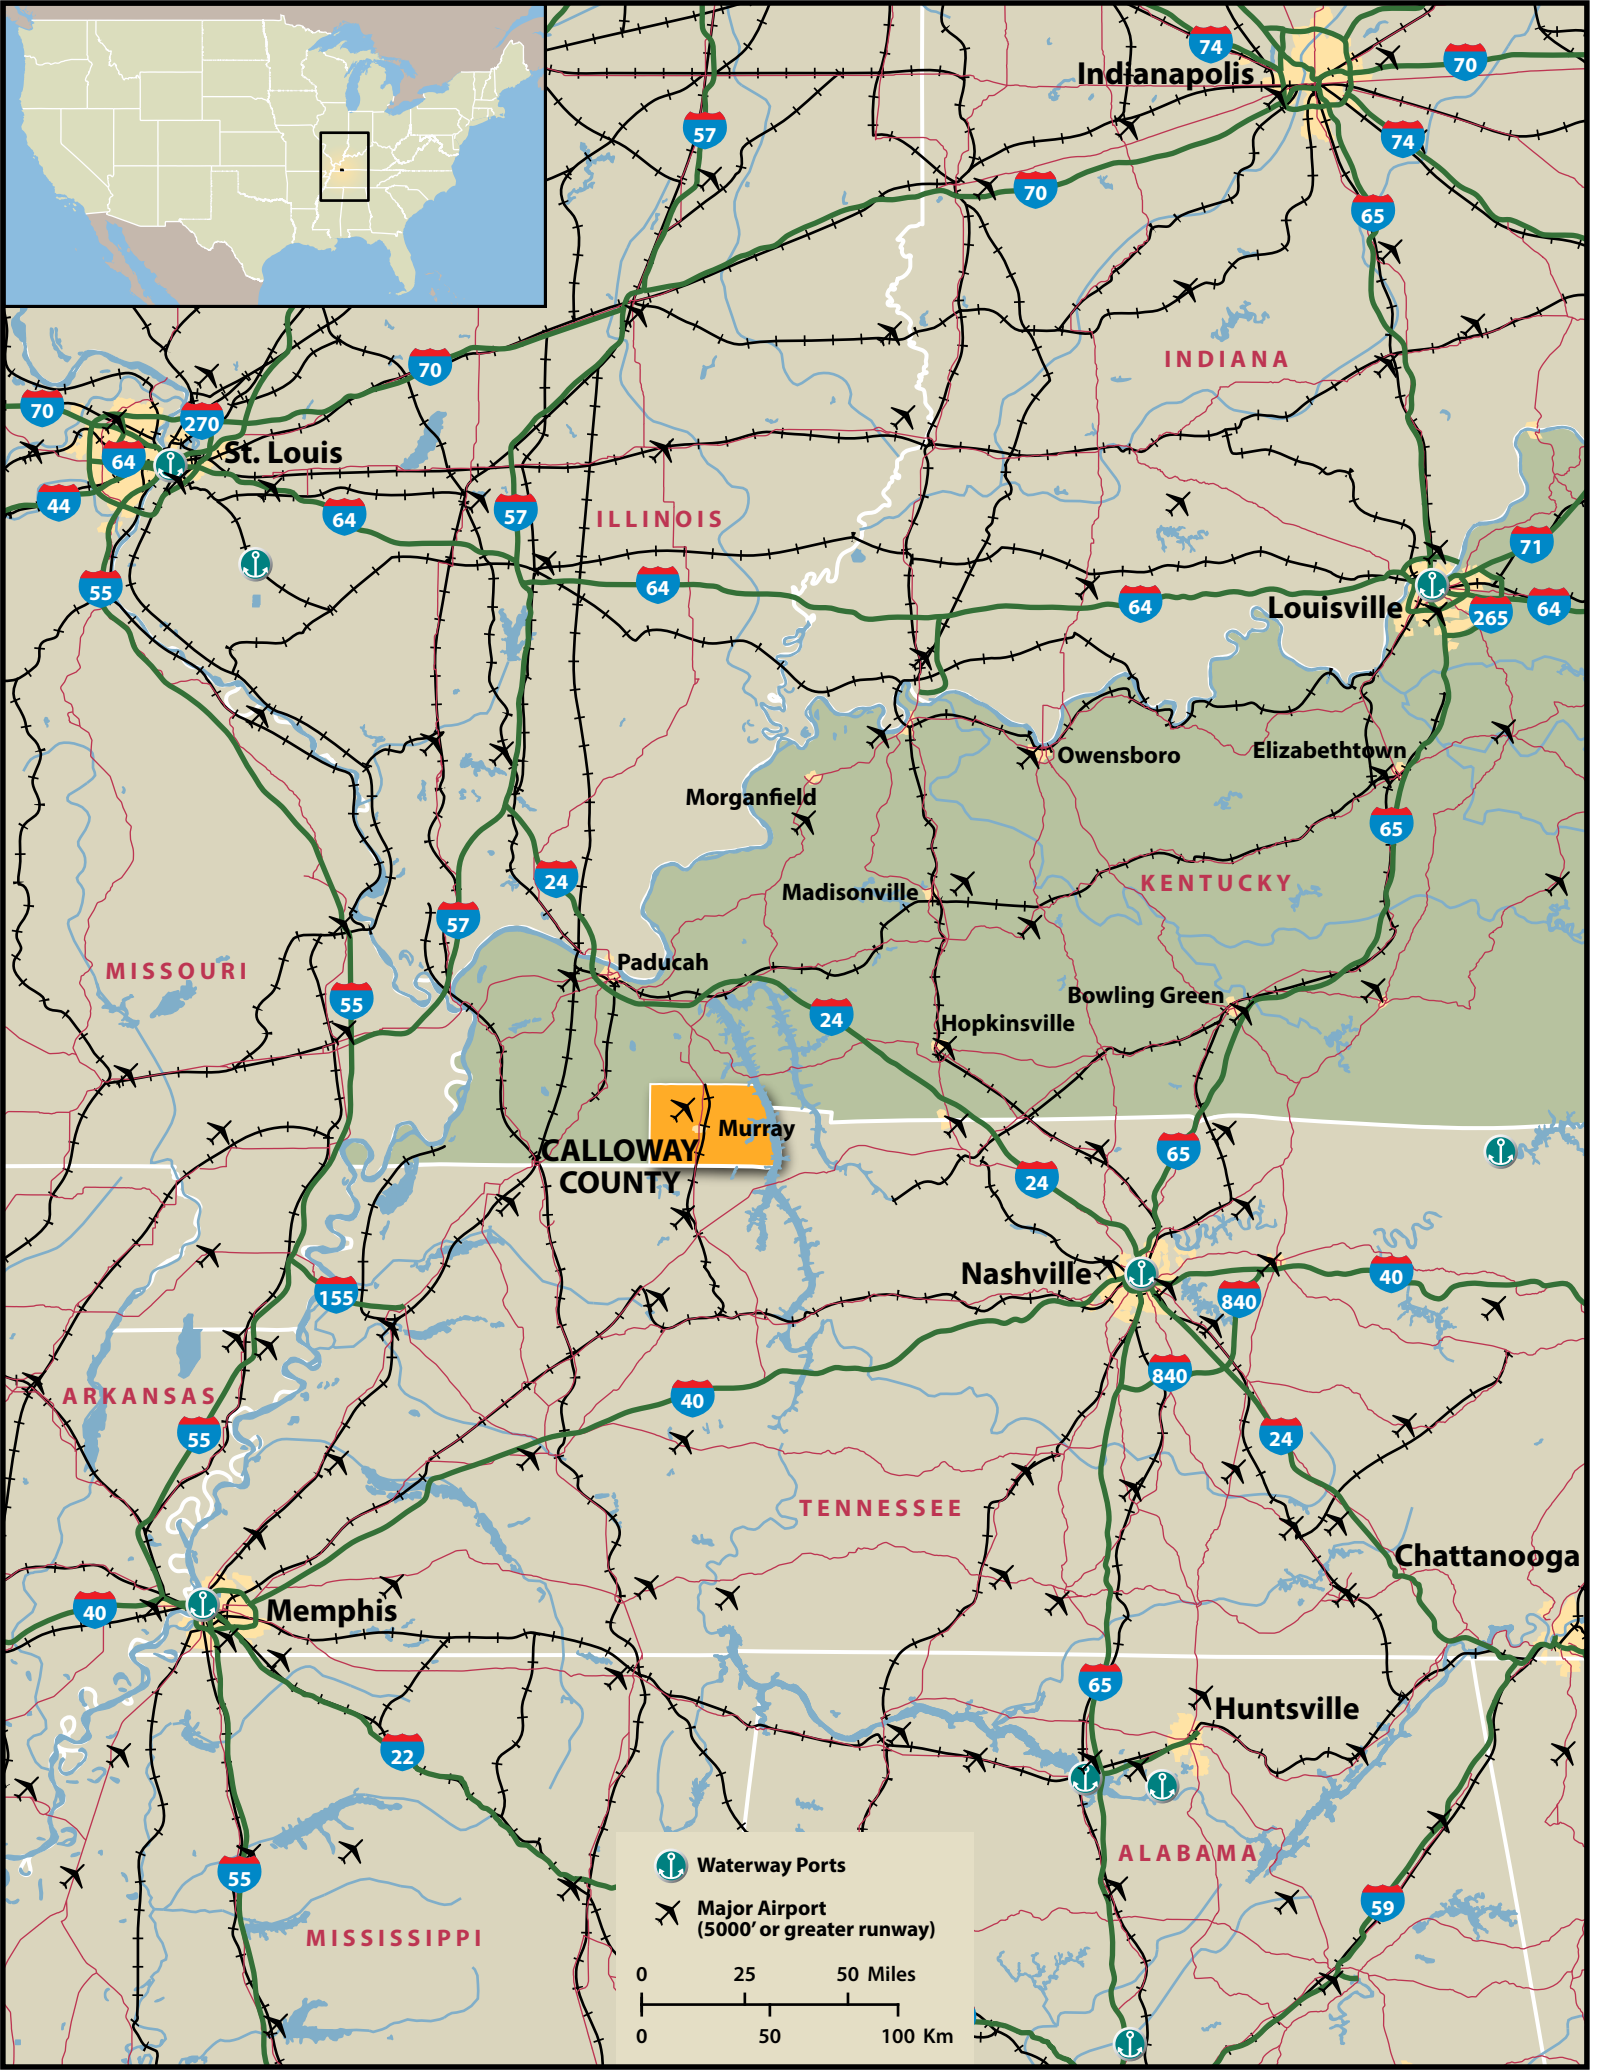 74
70
Indianapolis
57
74
70
65
INDIANA
70
70
270
St. Louis
64
44
64
57
ILLINOIS
71
55
64
64
Louisville
265
64
Owensboro
Elizabethtown
Morganfield
65
24
Madisonville
KENTUCKY
57
Paducah
MISSOURI
55
Bowling Green
24
Hopkinsville
Murray
CALLOWAY
COUNTY
65
24
Nashville
40
155
840
840
ARKANSAS
40
55
24
TENNESSEE
Chattanooga
40
Memphis
65
Huntsville
22
ALABAMA
55
59
MISSISSIPPI
Waterway Ports
Major Airport
(5000' or greater runway)
0 25 50 Miles
0 50 100 Km